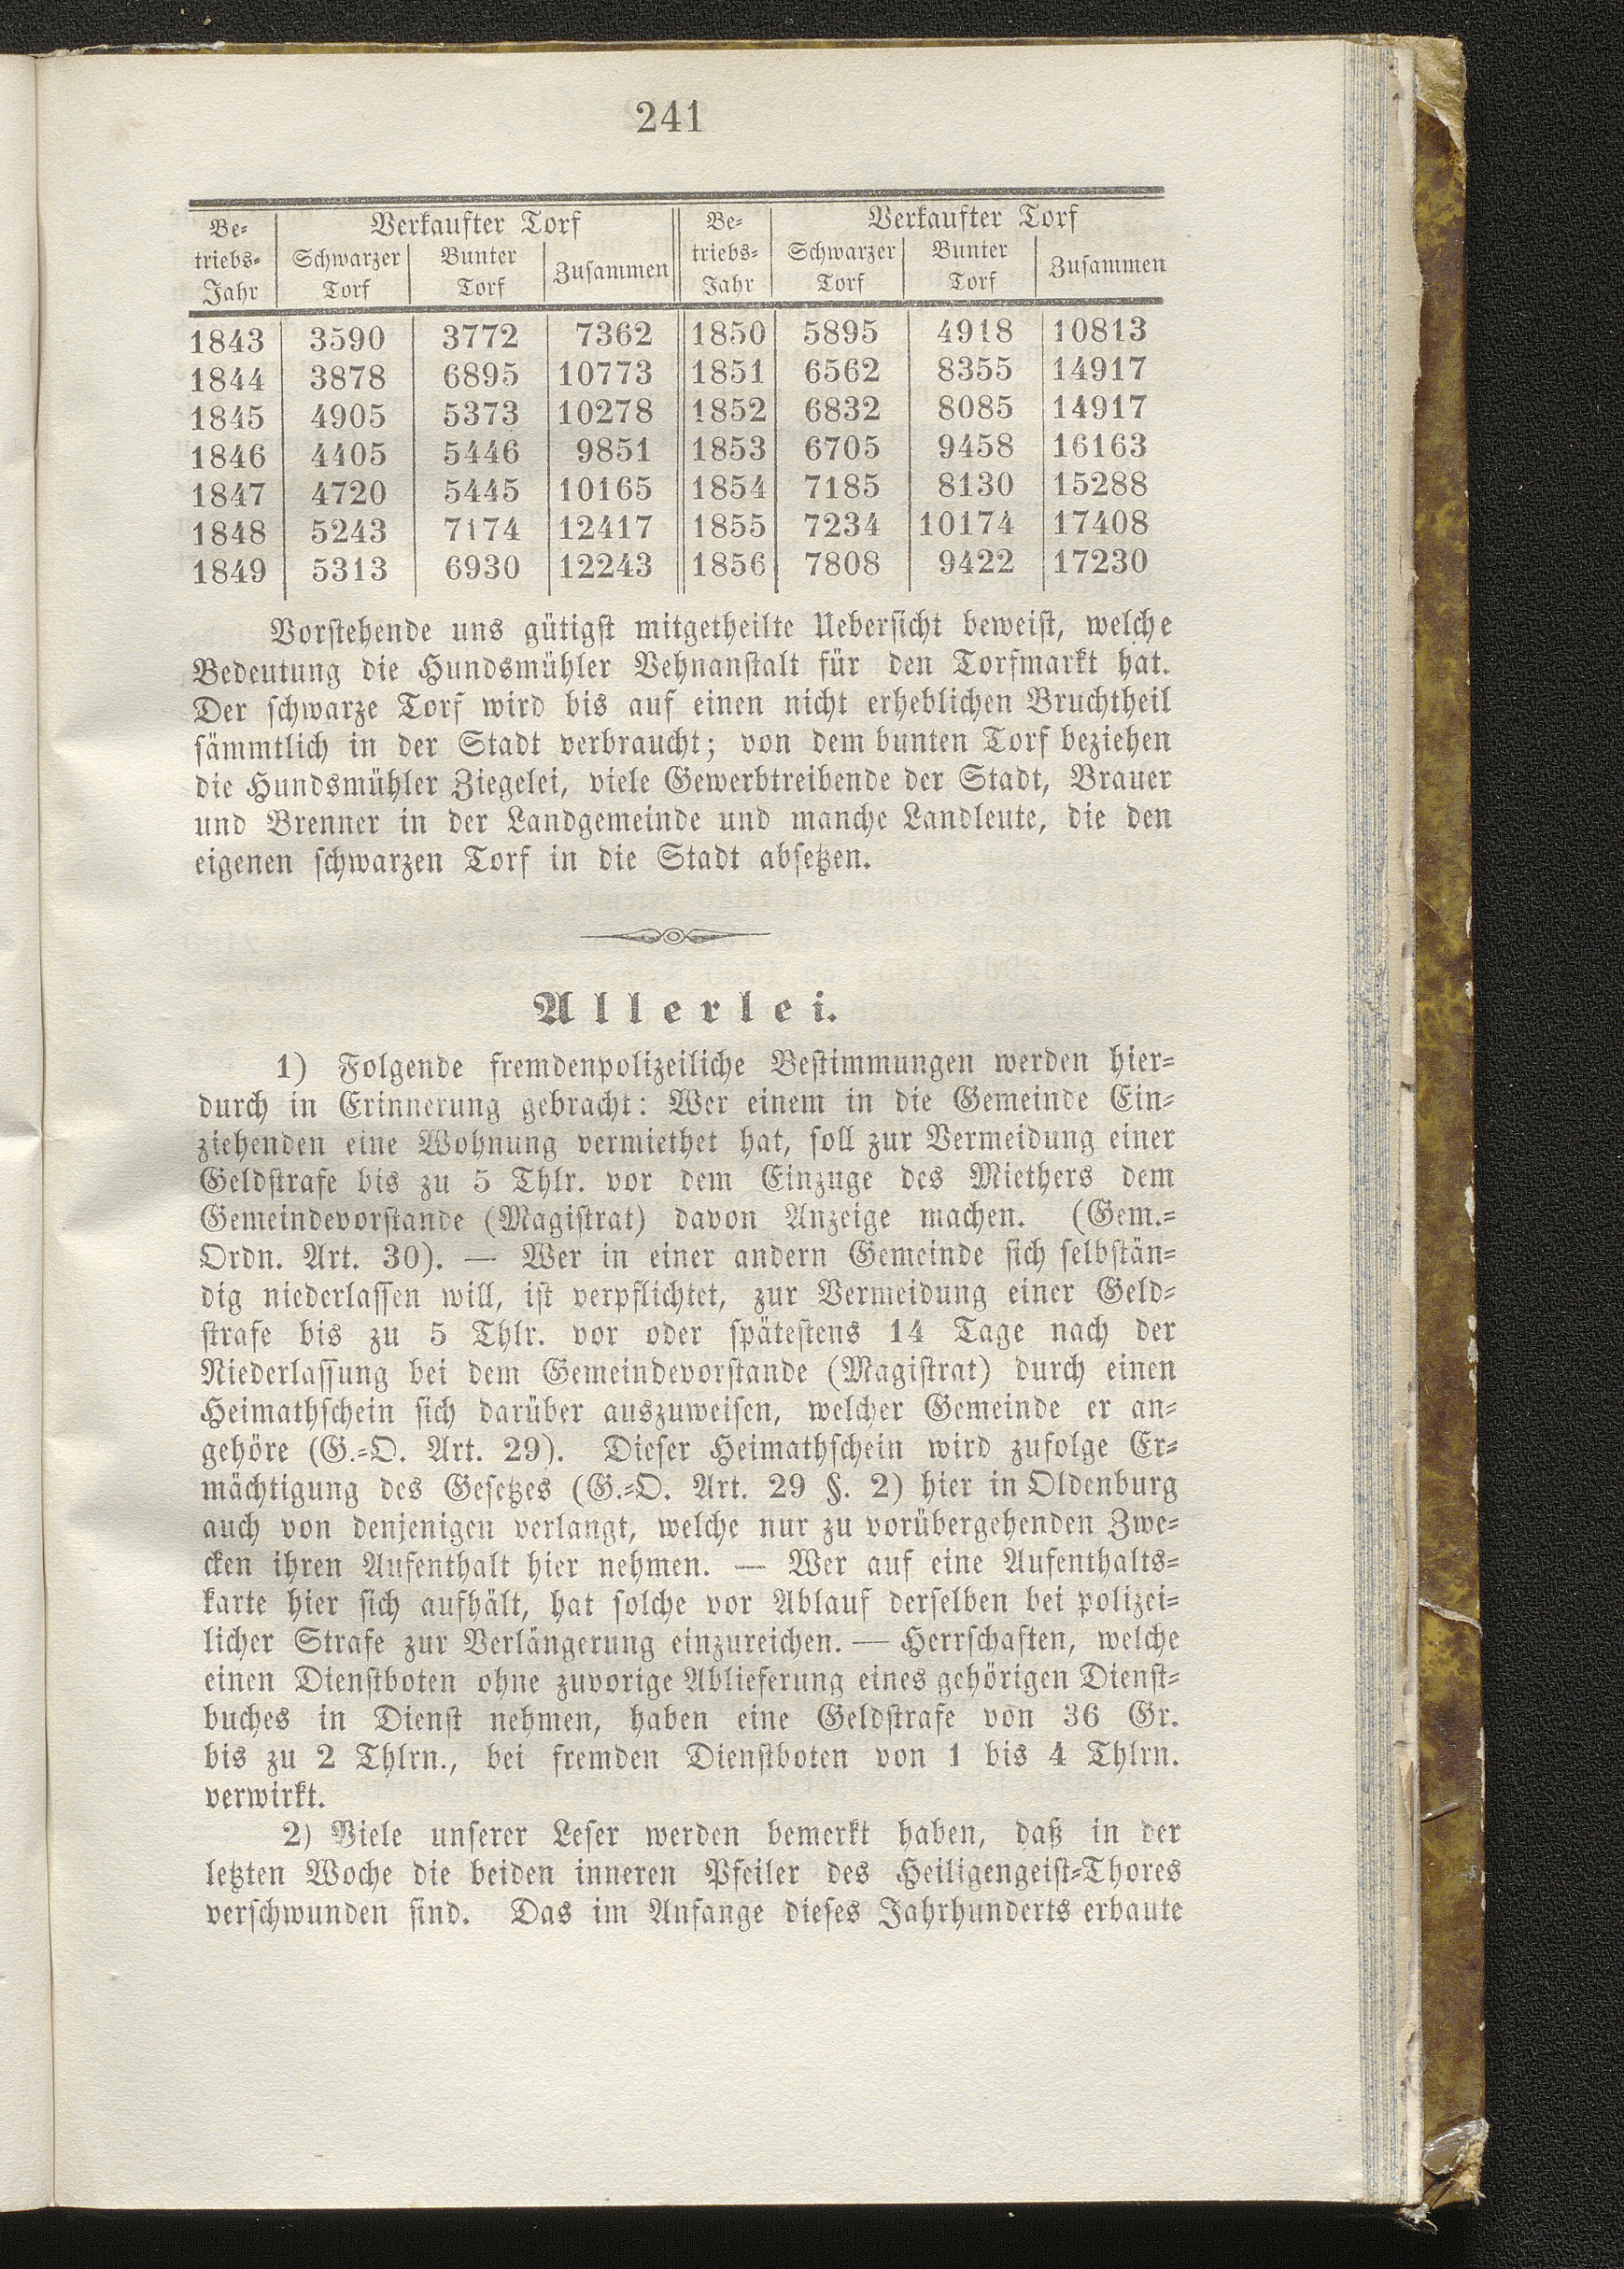 241
Be- Verkaufter Torf Be- Verkaufter Torf
triebs- Schwarzer Bunter Zusammen triebs- Schwarzer Bunter Zusammen
Jahr Torf Torf Jahr Torf Torf
1843 3590 3772 7362 1850 5895 4918 10813
1844 3878 6895 10773 1851 6562 8355 14917
1845 4905 5373 10278 1852 6832 8085 14917
1846 4405 5446 9851 1853 6705 9458 16163
1847 4720 5445 10165 1854 7185 8130 15288
1848 5243 7174 12417 1855 7234 10174 17408
1849 5313 6930 12243 1856 7808 9422 17230
Vorstehende uns gütigst mitgetheilte Uebersicht beweist, welche
Bedeutung die Hundsmühler Vehnanstalt für den Torfmarkt hat.
Der schwarze Torf wird bis auf einen nicht erheblichen Bruchtheil
sämmtlich in der Stadt verbraucht; von dem bunten Torf beziehen
die Hundsmühler Ziegelei, viele Gewerbtreibende der Stadt, Brauer
und Brenner in der Landgemeinde und manche Landleute, die den
eigenen schwarzen Torf in die Stadt absetzen.
Allerlei.
1) Folgende fremdenpolizeiliche Bestimmungen werden hier-
durch in Erinnerung gebracht: Wer einem in die Gemeinde Ein-
ziehenden eine Wohnung vermiethet hat, soll zur Vermeidung einer
Geldstrafe bis zu 5 Thlr. vor dem Einzuge des Miethers dem
Gemeindevorstande (Magistrat) davon Anzeige machen. (Gem.-
Ordn. Art. 30). — Wer in einer andern Gemeinde sich selbstän-
dig niederlassen will, ist verpflichtet, zur Vermeidung einer Geld-
strafe bis zu 5 Thlr. vor oder spätestens 14 Tage nach der
Niederlassung bei dem Gemeindevorstande (Magistrat) durch einen
Heimathschein sich darüber auszuweisen, welcher Gemeinde er an-
gehöre (G.-O. Art. 29). Dieser Heimathschein wird zufolge Er-
mächtigung des Gesetzes (G.-O. Art. 29 §. 2) hier in Oldenburg
auch von denjenigen verlangt, welche nur zu vorübergehenden Zwe-
cken ihren Aufenthalt hier nehmen. — Wer auf eine Aufenthalts-
karte hier sich aufhält, hat solche vor Ablauf derselben bei polizei-
licher Strafe zur Verlängerung einzureichen. — Herrschaften, welche
einen Dienstboten ohne zuvorige Ablieferung eines gehörigen Dienst-
buches in Dienst nehmen, haben eine Geldstrafe von 36 Gr.
bis zu 2 Thlrn., bei fremden Dienstboten von 1 bis 4 Thlrn.
verwirkt.
2) Viele unserer Leser werden bemerkt haben, daß in der
letzten Woche die beiden inneren Pfeiler des Heiligengeist-Thores
verschwunden sind. Das im Anfange dieses Jahrhunderts erbaute